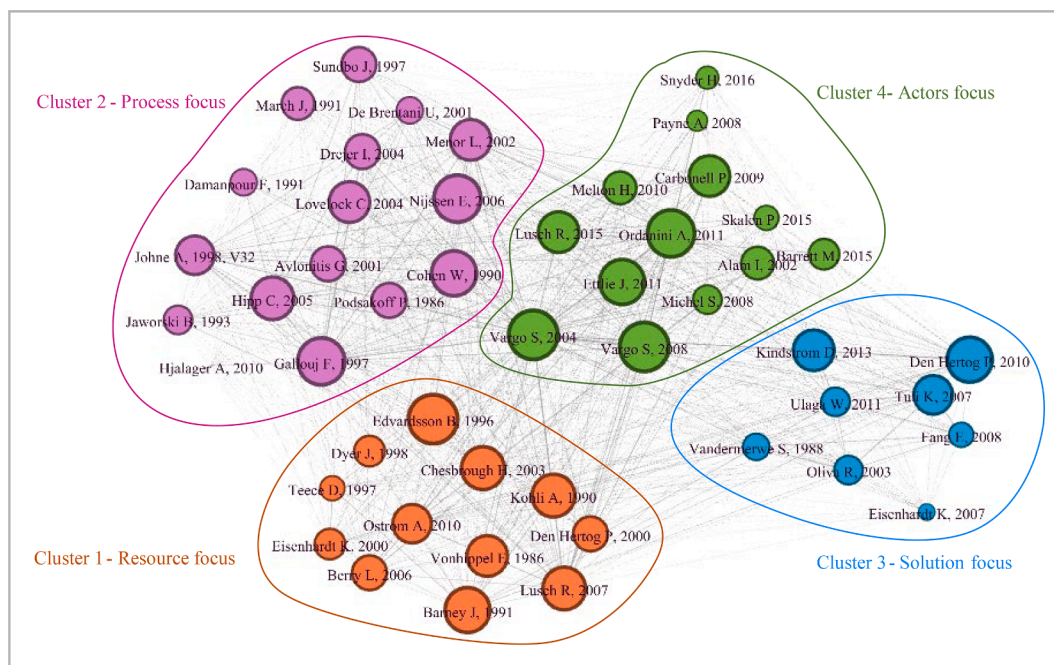 Sundbo J, 1997
Cluster 2 - Process focus
March J, 1991
De Brentani U, 2001
Menor L, 2002
Drejer I, 2004
Damanpour F, 1991
Lovelock C, 2004
Nijssen E, 2006
Johne A, 1998, V32
Avlonitis G, 2001
Cohen W, 1990
Hipp C, 2005
Podsakoff P, 1986
Jaworski B, 1993
Hjalager A, 2010
Gallouj F, 1997
Snyder H, 2016
Cluster 4- Actors focus
Payne A, 2008
Carbonell P, 2009
Melton H, 2010
Skalen P, 2015
Lusch R, 2015
Ordanini A, 2011
Barrett M, 2015
Alam I, 2002
Ettlie J, 2011
Michel S, 2008
Vargo S, 2004
Vargo S, 2008
Kindstrom D, 2013
Den Hertog P, 2010
Tuli K, 2007
Ulaga W, 2011
Fang E, 2008
Vandermerwe S, 1988
Oliva R, 2003
Eisenhardt K, 2007
Cluster 3 - Solution focus
Edvardsson B, 1996
Dyer J, 1998
Chesbrough H, 2003
Teece D, 1997
Kohli A, 1990
Ostrom A, 2010
Den Hertog P, 2000
Eisenhardt K, 2000
Vonhippel E, 1986
Cluster 1 - Resource focus
Berry L, 2006
Lusch R, 2007
Barney J, 1991